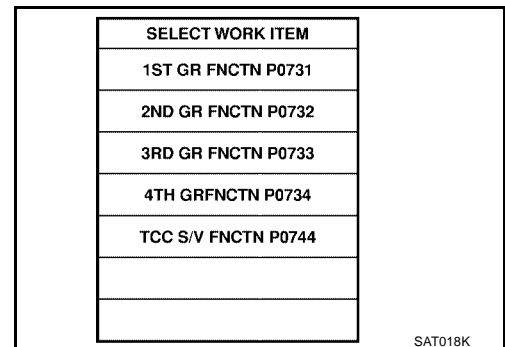 SELECT WORK ITEM
1ST GR FNCTN P0731
2ND GR FNCTN P0732
3RD GR FNCTN P0733
4TH GRFNCTN P0734
TCC S/V FNCTN P0744
SAT018K